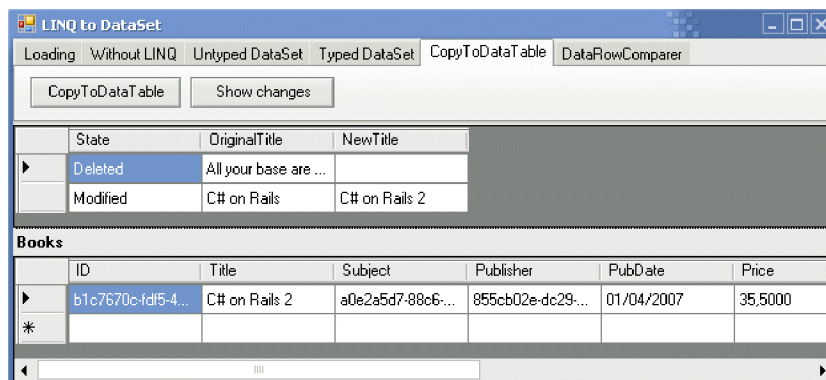 LINQ to DataSet
Loading Without LINQ Untyped DataSet Typed DataSet CopyToDataTable DataRowComparer
CopyToDataTable Show changes
State OriginalTitle NewTitle
Deleted All your base are ...
Modified C# on Rails C# on Rails 2
Books
ID Title Subject Publisher PubDate Price
b1c7670c-fdf5-4... C# on Rails 2 a0e2a5d7-88c6-... 855cb02e-dc29-... 01/04/2007 35,5000